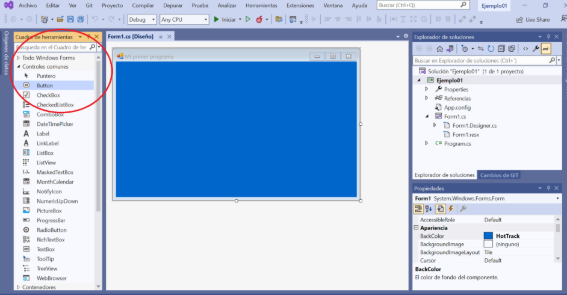 Archivo Editar Ver Git Proyecto Compilar Depurar Prueba Analizar Herramientas Extensiones Ventana Ayuda Buscar (Ctrl+Q) Ejemplo01
Debug Any CPU Iniciar Live Share
Orígenes de datos
Cuadro de herramientas
Búsqueda en el Cuadro de her
Todo Windows Forms
Controles comunes
Puntero
Button
CheckBox
CheckedListBox
ComboBox
DateTimePicker
Label
LinkLabel
ListBox
ListView
MaskedTextBox
MonthCalendar
NotifyIcon
NumericUpDown
PictureBox
ProgressBar
RadioButton
RichTextBox
TextBox
ToolTip
TreeView
WebBrowser
Contenedores
Form1.cs [Diseño]
Mi primer programa
Explorador de soluciones
Buscar en Explorador de soluciones (Ctrl+')
Solución "Ejemplo01" (1 de 1 proyecto)
Ejemplo01
Properties
Referencias
App.config
Form1.cs
Form1.Designer.cs
Form1.resx
Program.cs
Explorador de soluciones Cambios de GIT
Propiedades
Form1 System.Windows.Forms.Form
AccessibleRole Default
Apariencia
BackColor HotTrack
BackgroundImage (ninguno)
BackgroundImageLayout Tile
Cursor Default
BackColor
El color de fondo del componente.